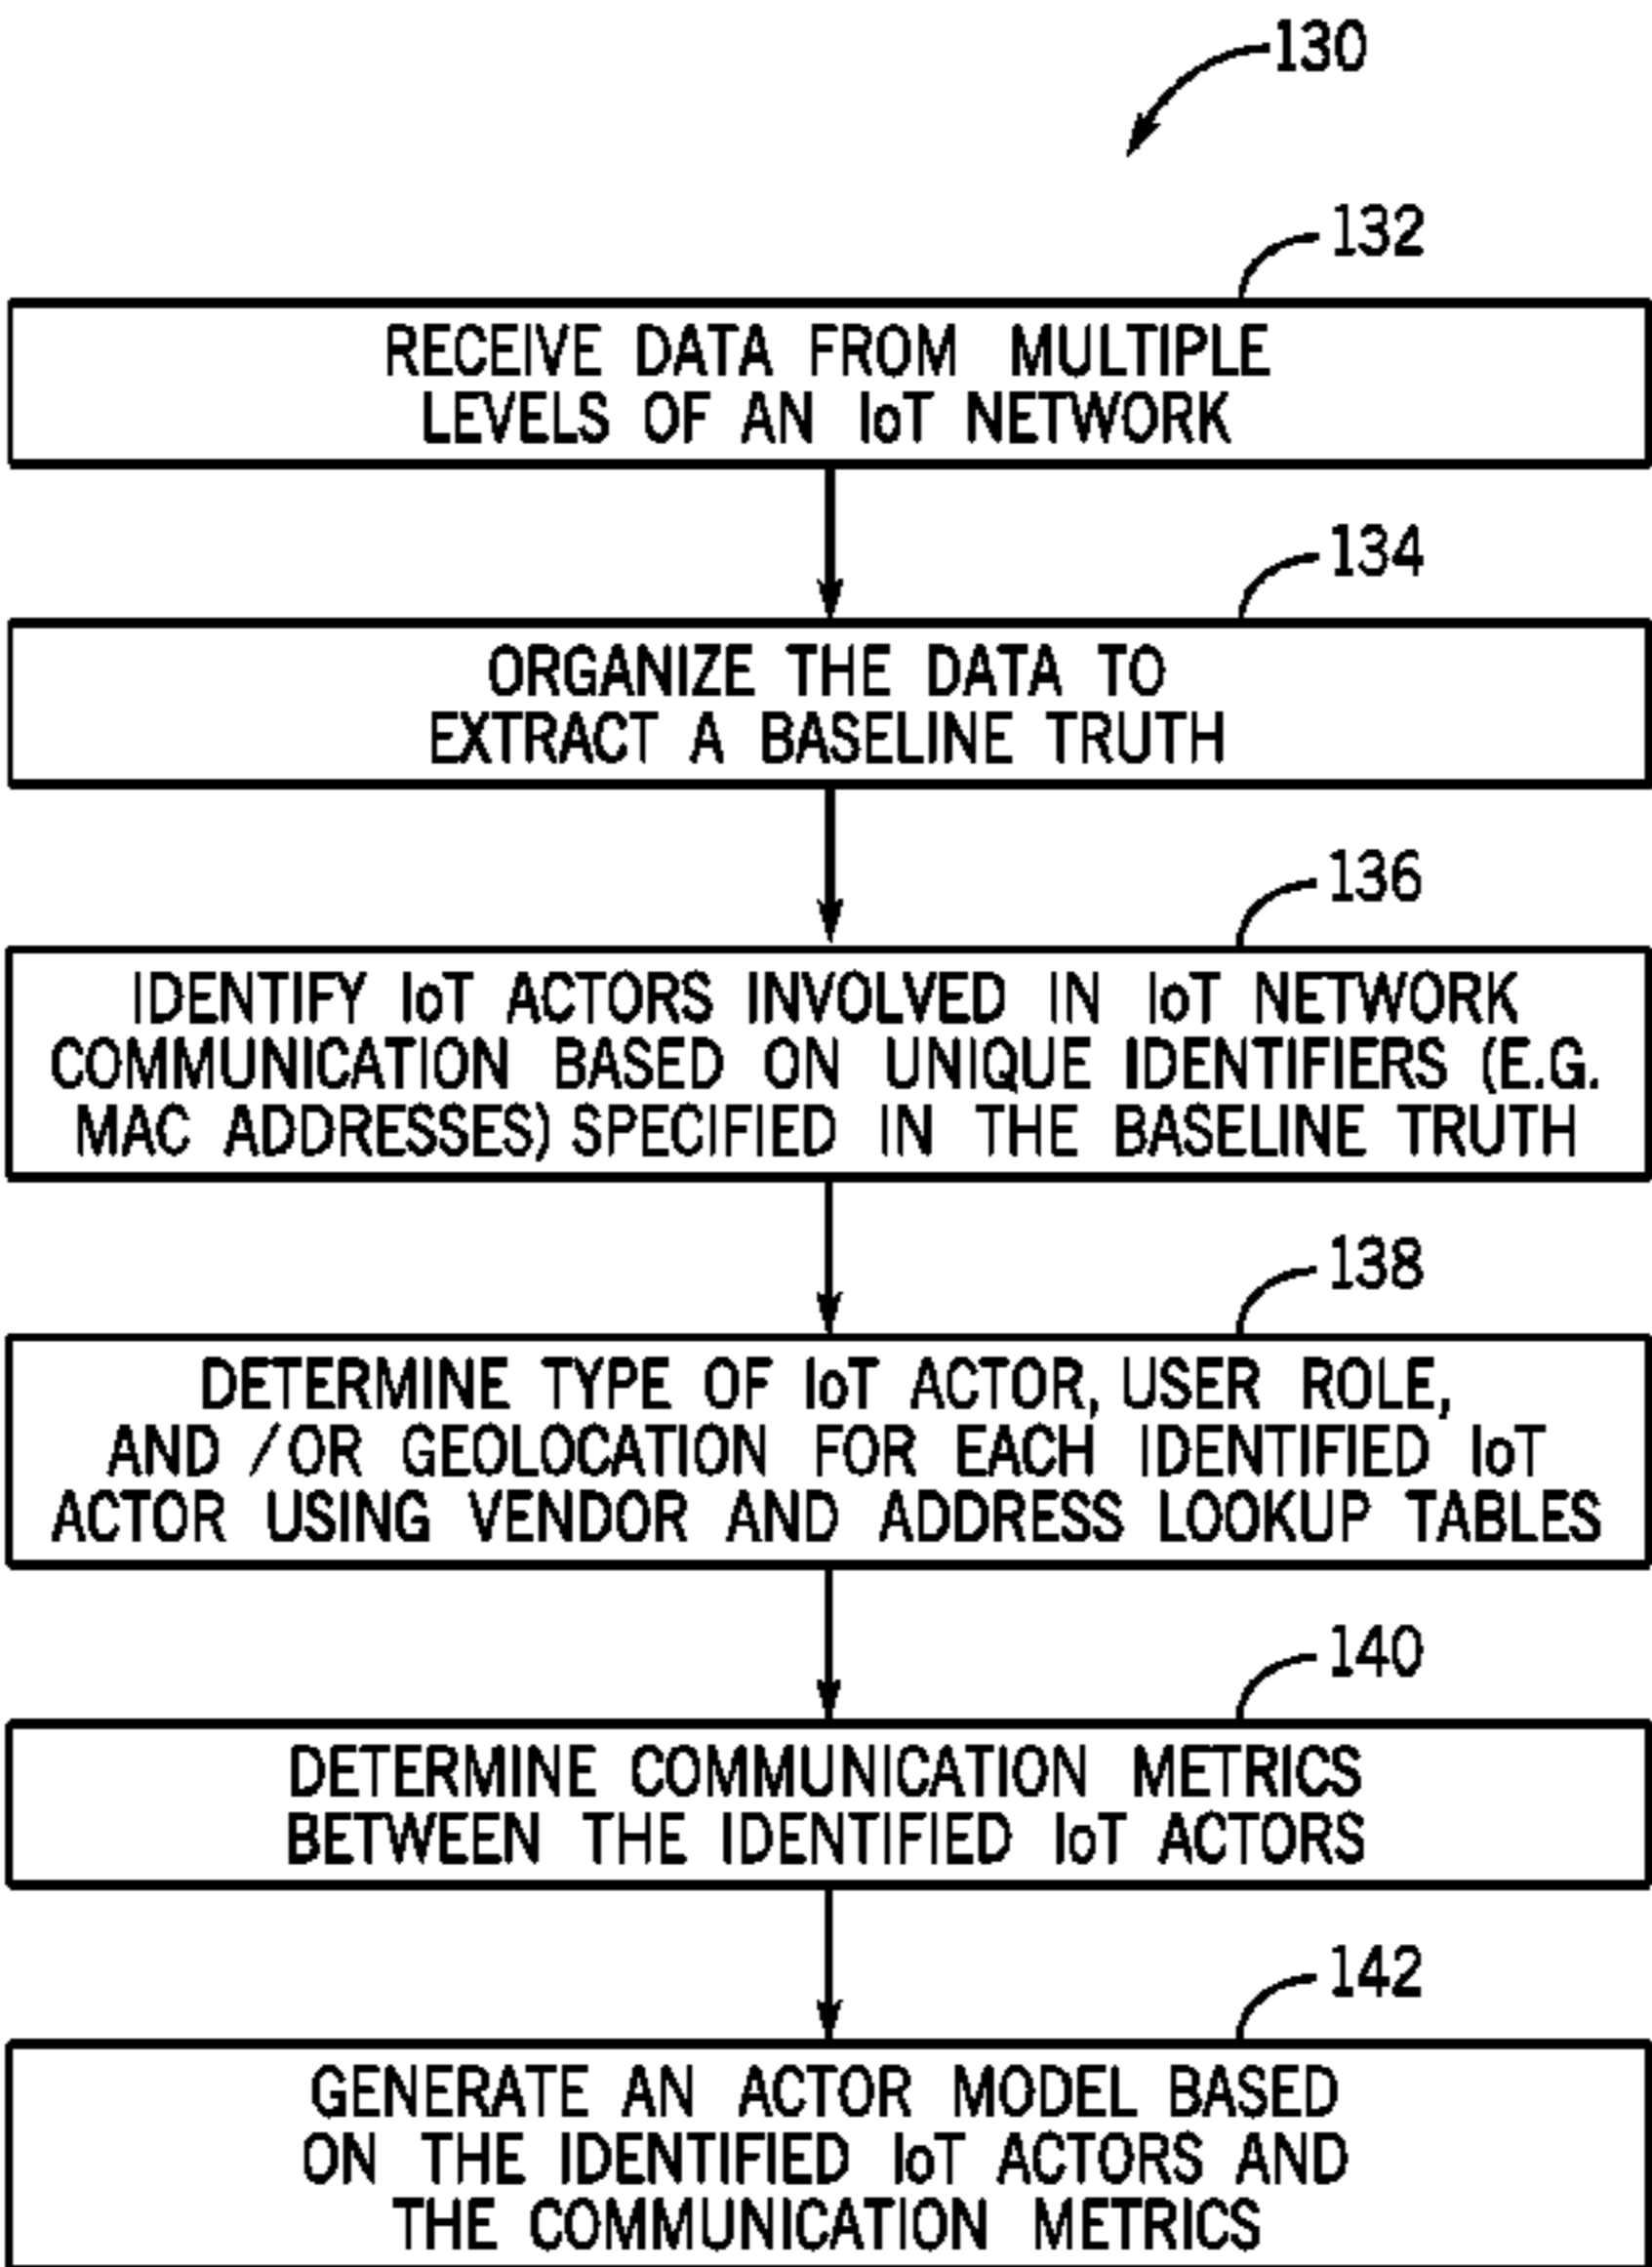 130
132
RECEIVE DATA FROM MULTIPLE
LEVELS OF AN IoT NETWORK
134
ORGANIZE THE DATA TO
EXTRACT A BASELINE TRUTH
136
IDENTIFY IoT ACTORS INVOLVED IN IoT NETWORK
COMMUNICATION BASED ON UNIQUE IDENTIFIERS (E.G.
MAC ADDRESSES) SPECIFIED IN THE BASELINE TRUTH
138
DETERMINE TYPE OF IoT ACTOR, USER ROLE,
AND /OR GEOLOCATION FOR EACH IDENTIFIED IoT
ACTOR USING VENDOR AND ADDRESS LOOKUP TABLES
140
DETERMINE COMMUNICATION METRICS
BETWEEN THE IDENTIFIED IoT ACTORS
142
GENERATE AN ACTOR MODEL BASED
ON THE IDENTIFIED IoT ACTORS AND
THE COMMUNICATION METRICS